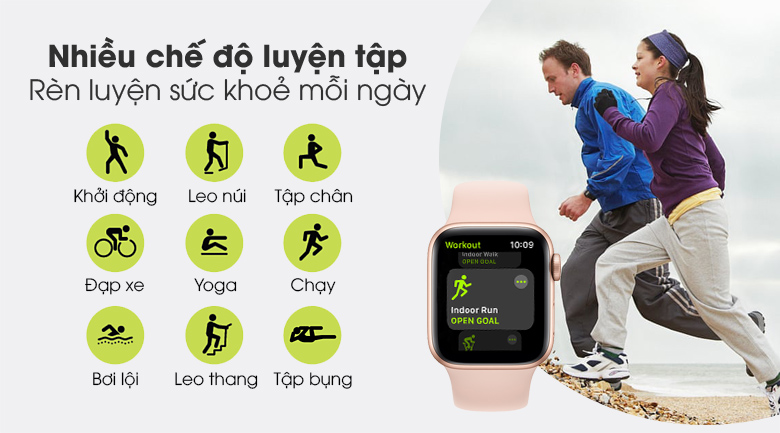 Nhiều chế độ luyện tập
Rèn luyện sức khoẻ mỗi ngày
Khởi động
Leo núi
Tập chân
Đạp xe
Yoga
Chạy
Bơi lội
Leo thang
Tập bụng
Workout 10:09
Indoor Walk
OPEN GOAL
Indoor Run
OPEN GOAL